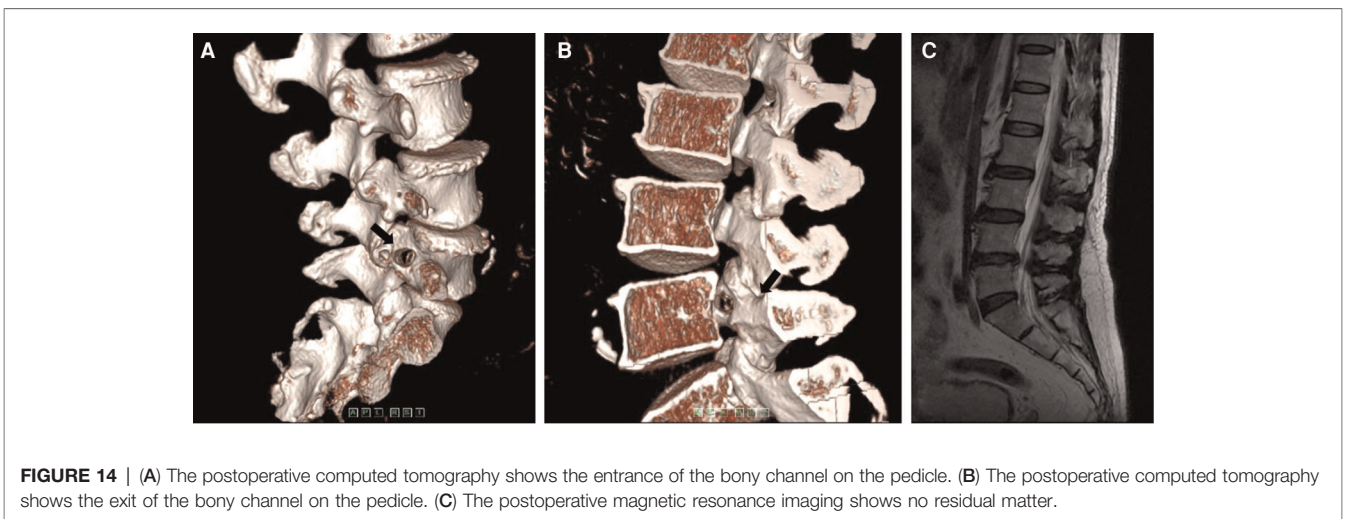 A
B
C
FIGURE 14 | (A) The postoperative computed tomography shows the entrance of the bony channel on the pedicle. (B) The postoperative computed tomography
shows the exit of the bony channel on the pedicle. (C) The postoperative magnetic resonance imaging shows no residual matter.